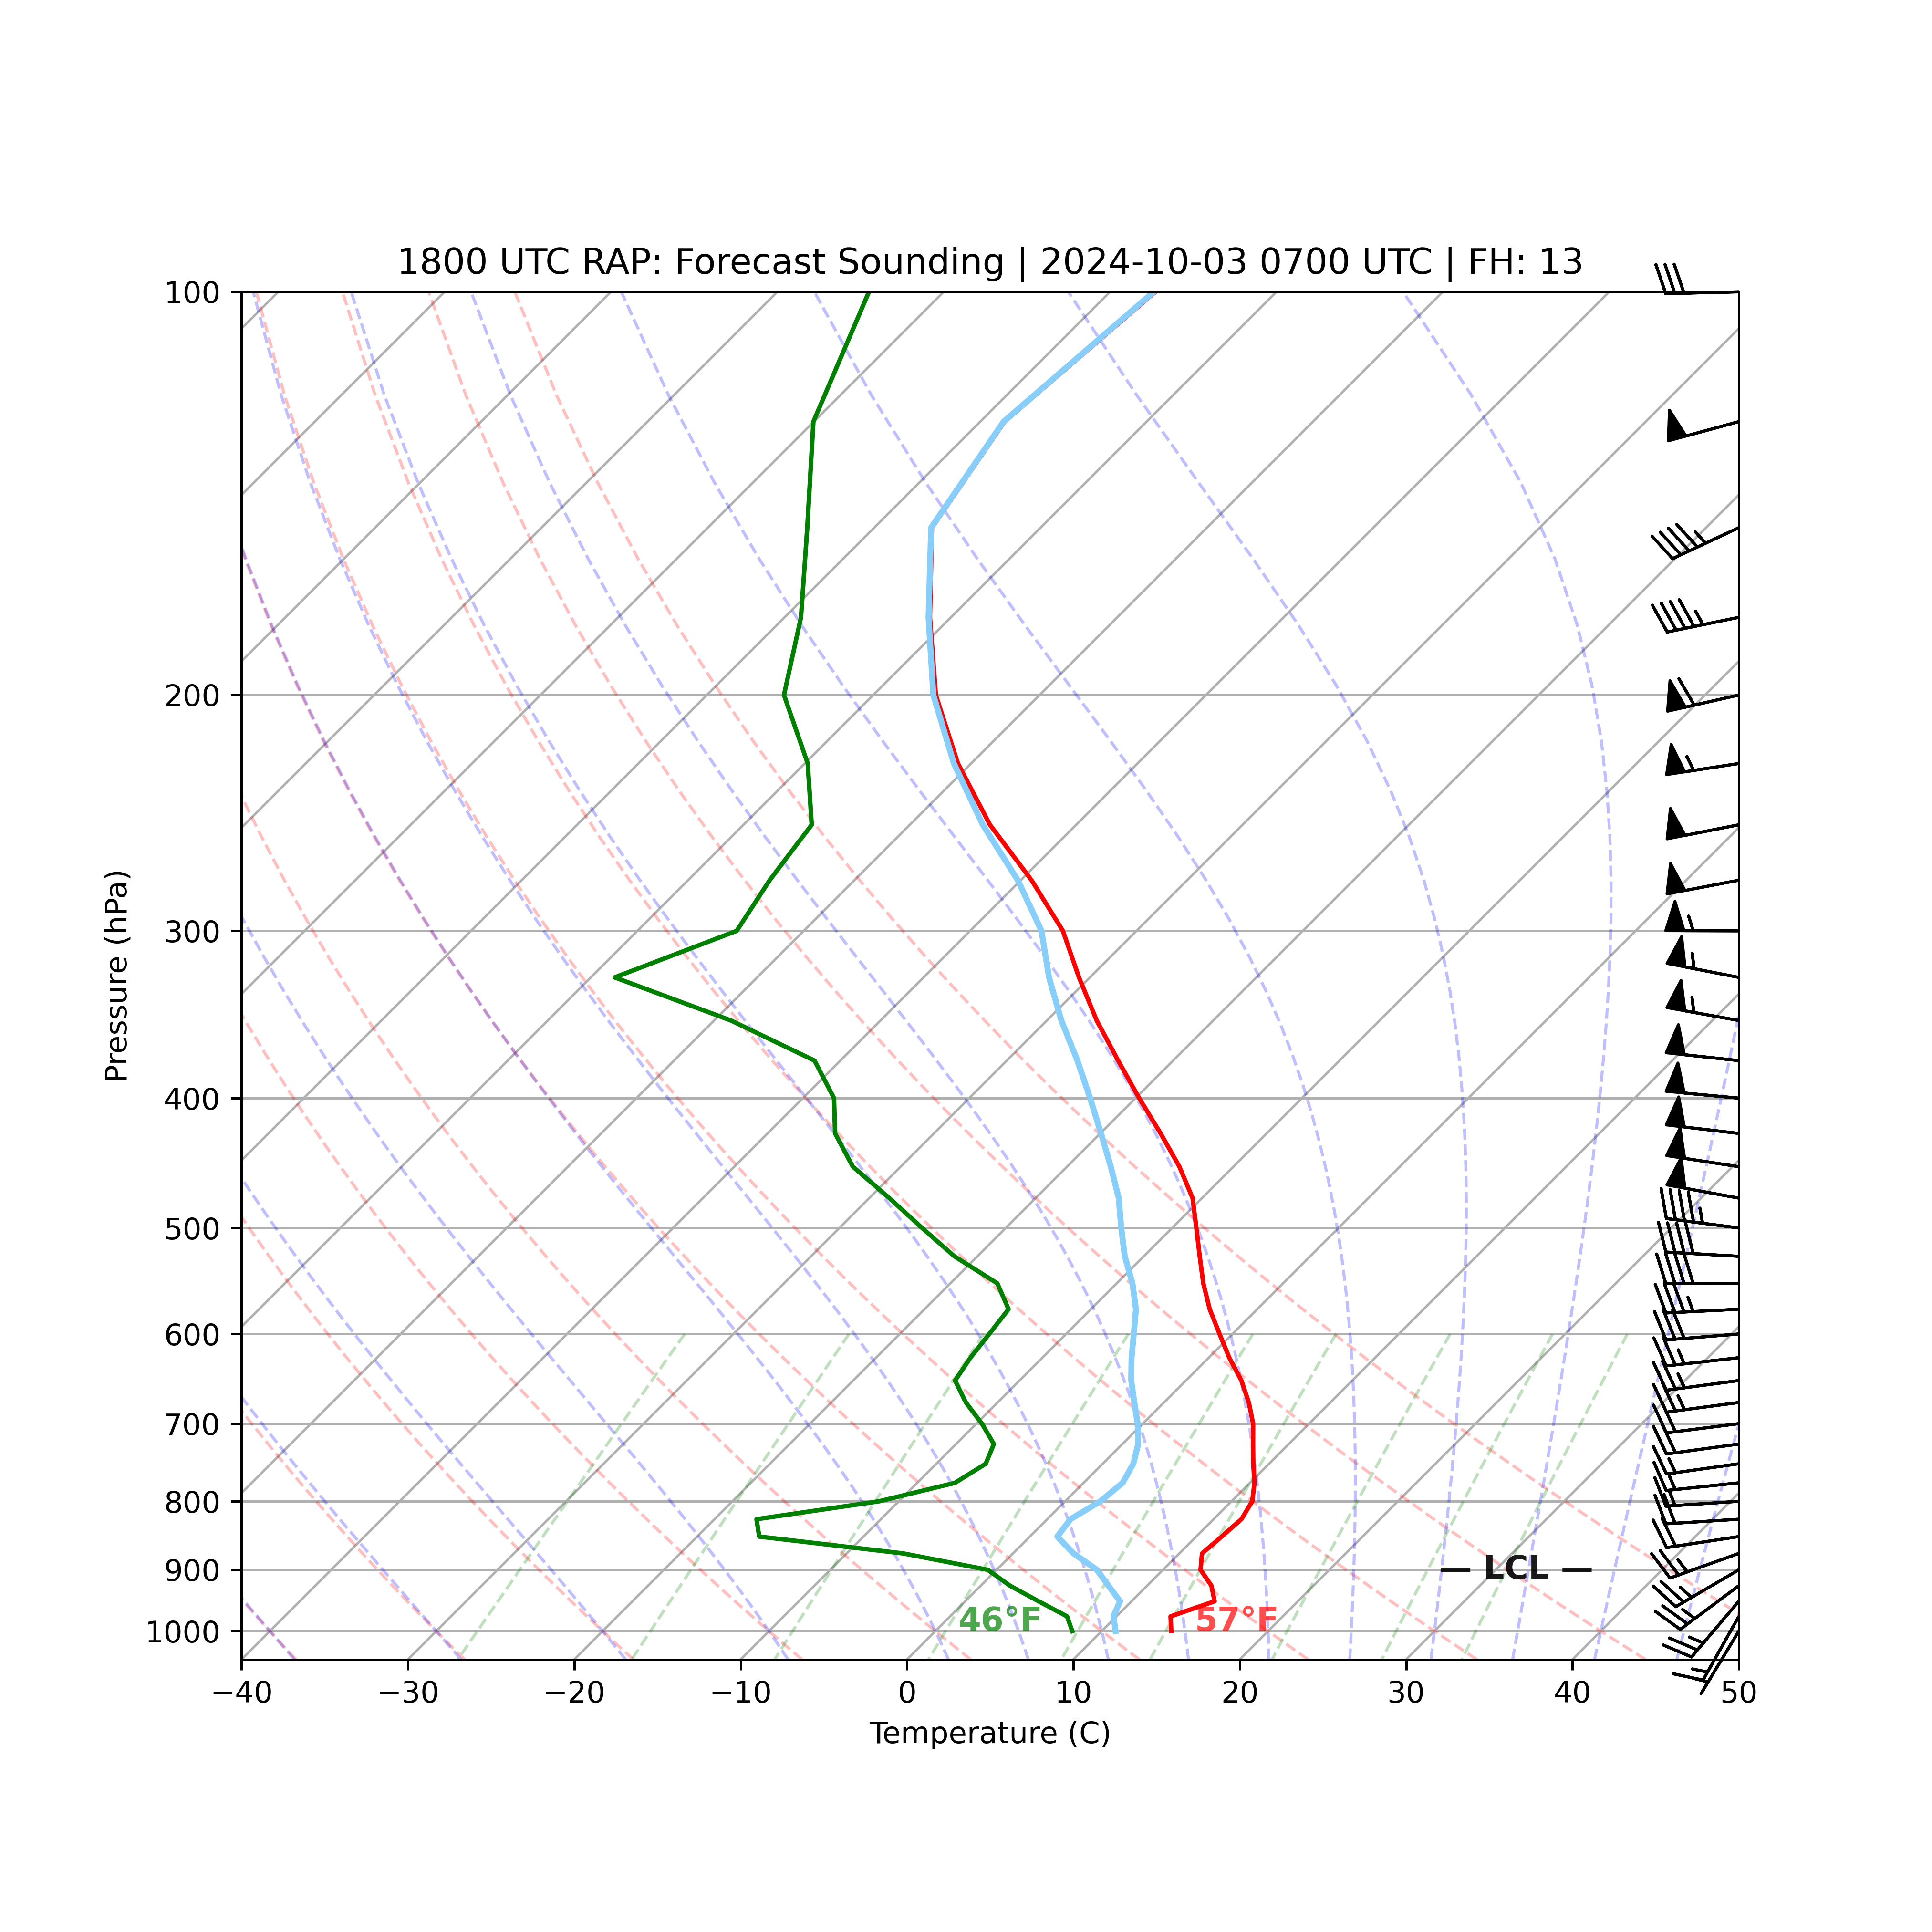 1800 UTC RAP: Forecast Sounding | 2024-10-03 0700 UTC | FH: 13
100
200
300
400
500
600
700
800
900
1000
Pressure (hPa)
— LCL —
46°F 57°F
−40 −30 −20 −10 0 10 20 30 40 50
Temperature (C)